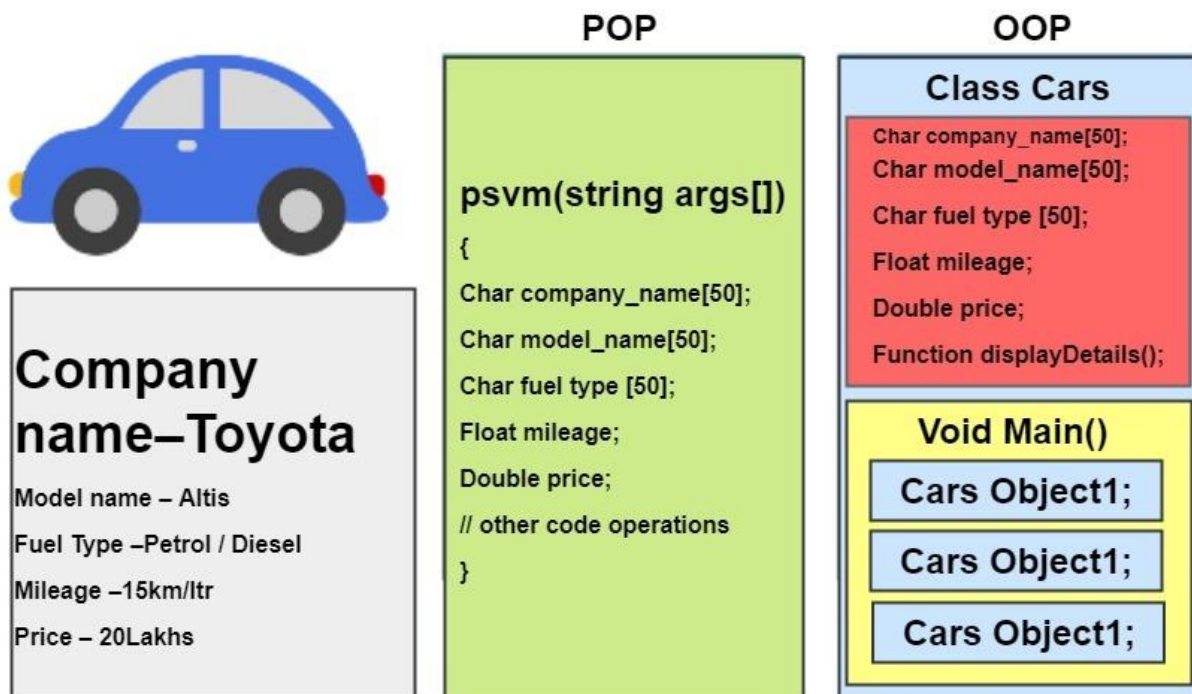 Company
name–Toyota
Model name – Altis
Fuel Type –Petrol / Diesel
Mileage –15km/ltr
Price – 20Lakhs
POP
psvm(string args[])
{
Char company_name[50];
Char model_name[50];
Char fuel type [50];
Float mileage;
Double price;
// other code operations
}
OOP
Class Cars
Char company_name[50];
Char model_name[50];
Char fuel type [50];
Float mileage;
Double price;
Function displayDetails();
Void Main()
Cars Object1;
Cars Object1;
Cars Object1;